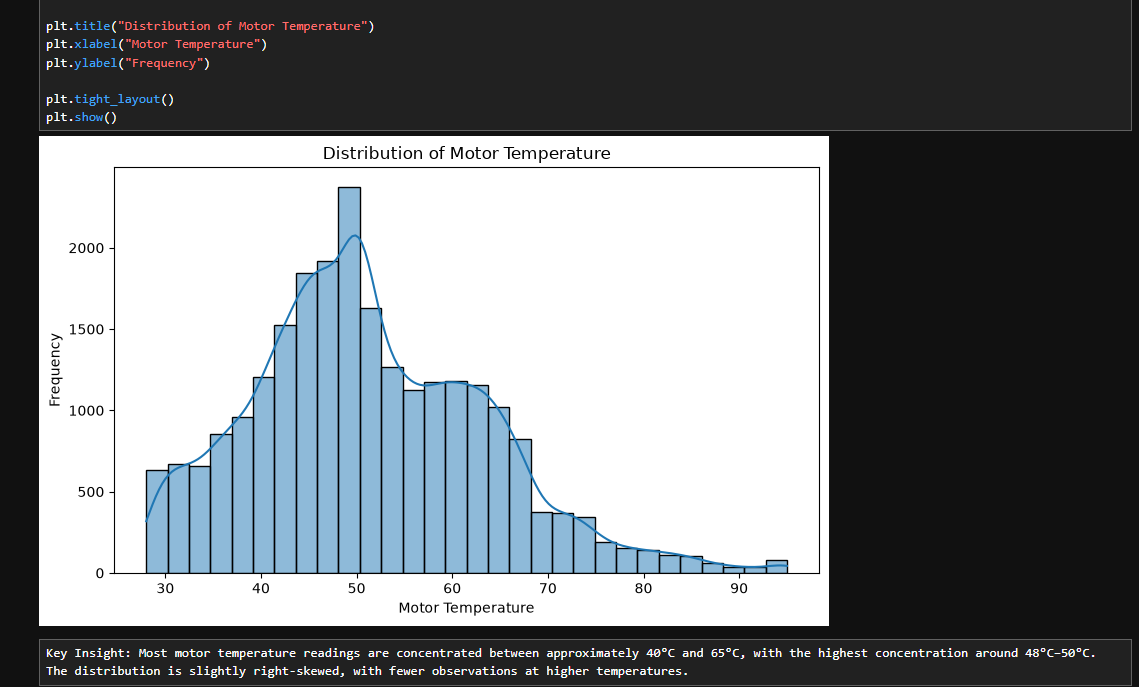 plt.title("Distribution of Motor Temperature")
plt.xlabel("Motor Temperature")
plt.ylabel("Frequency")
plt.tight_layout()
plt.show()
Distribution of Motor Temperature
Frequency
2000
1500
1000
500
0
30 40 50 60 70 80 90
Motor Temperature
Key Insight: Most motor temperature readings are concentrated between approximately 40°C and 65°C, with the highest concentration around 48°C–50°C.
The distribution is slightly right-skewed, with fewer observations at higher temperatures.